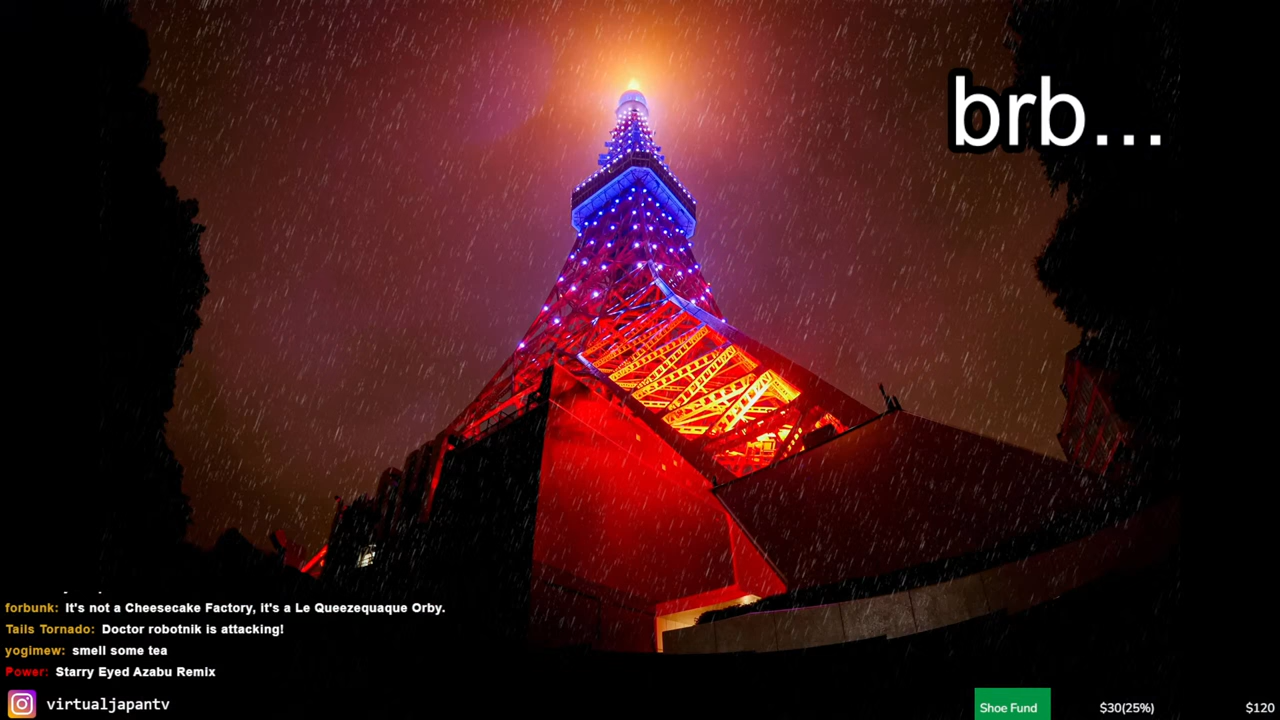 brb...
forbunk: It's not a Cheesecake Factory, it's a Le Queezequaque Orby.
Tails Tornado: Doctor robotnik is attacking!
yogimew: smell some tea
Power: Starry Eyed Azabu Remix
virtualjapantv
Shoe Fund $30(25%) $120